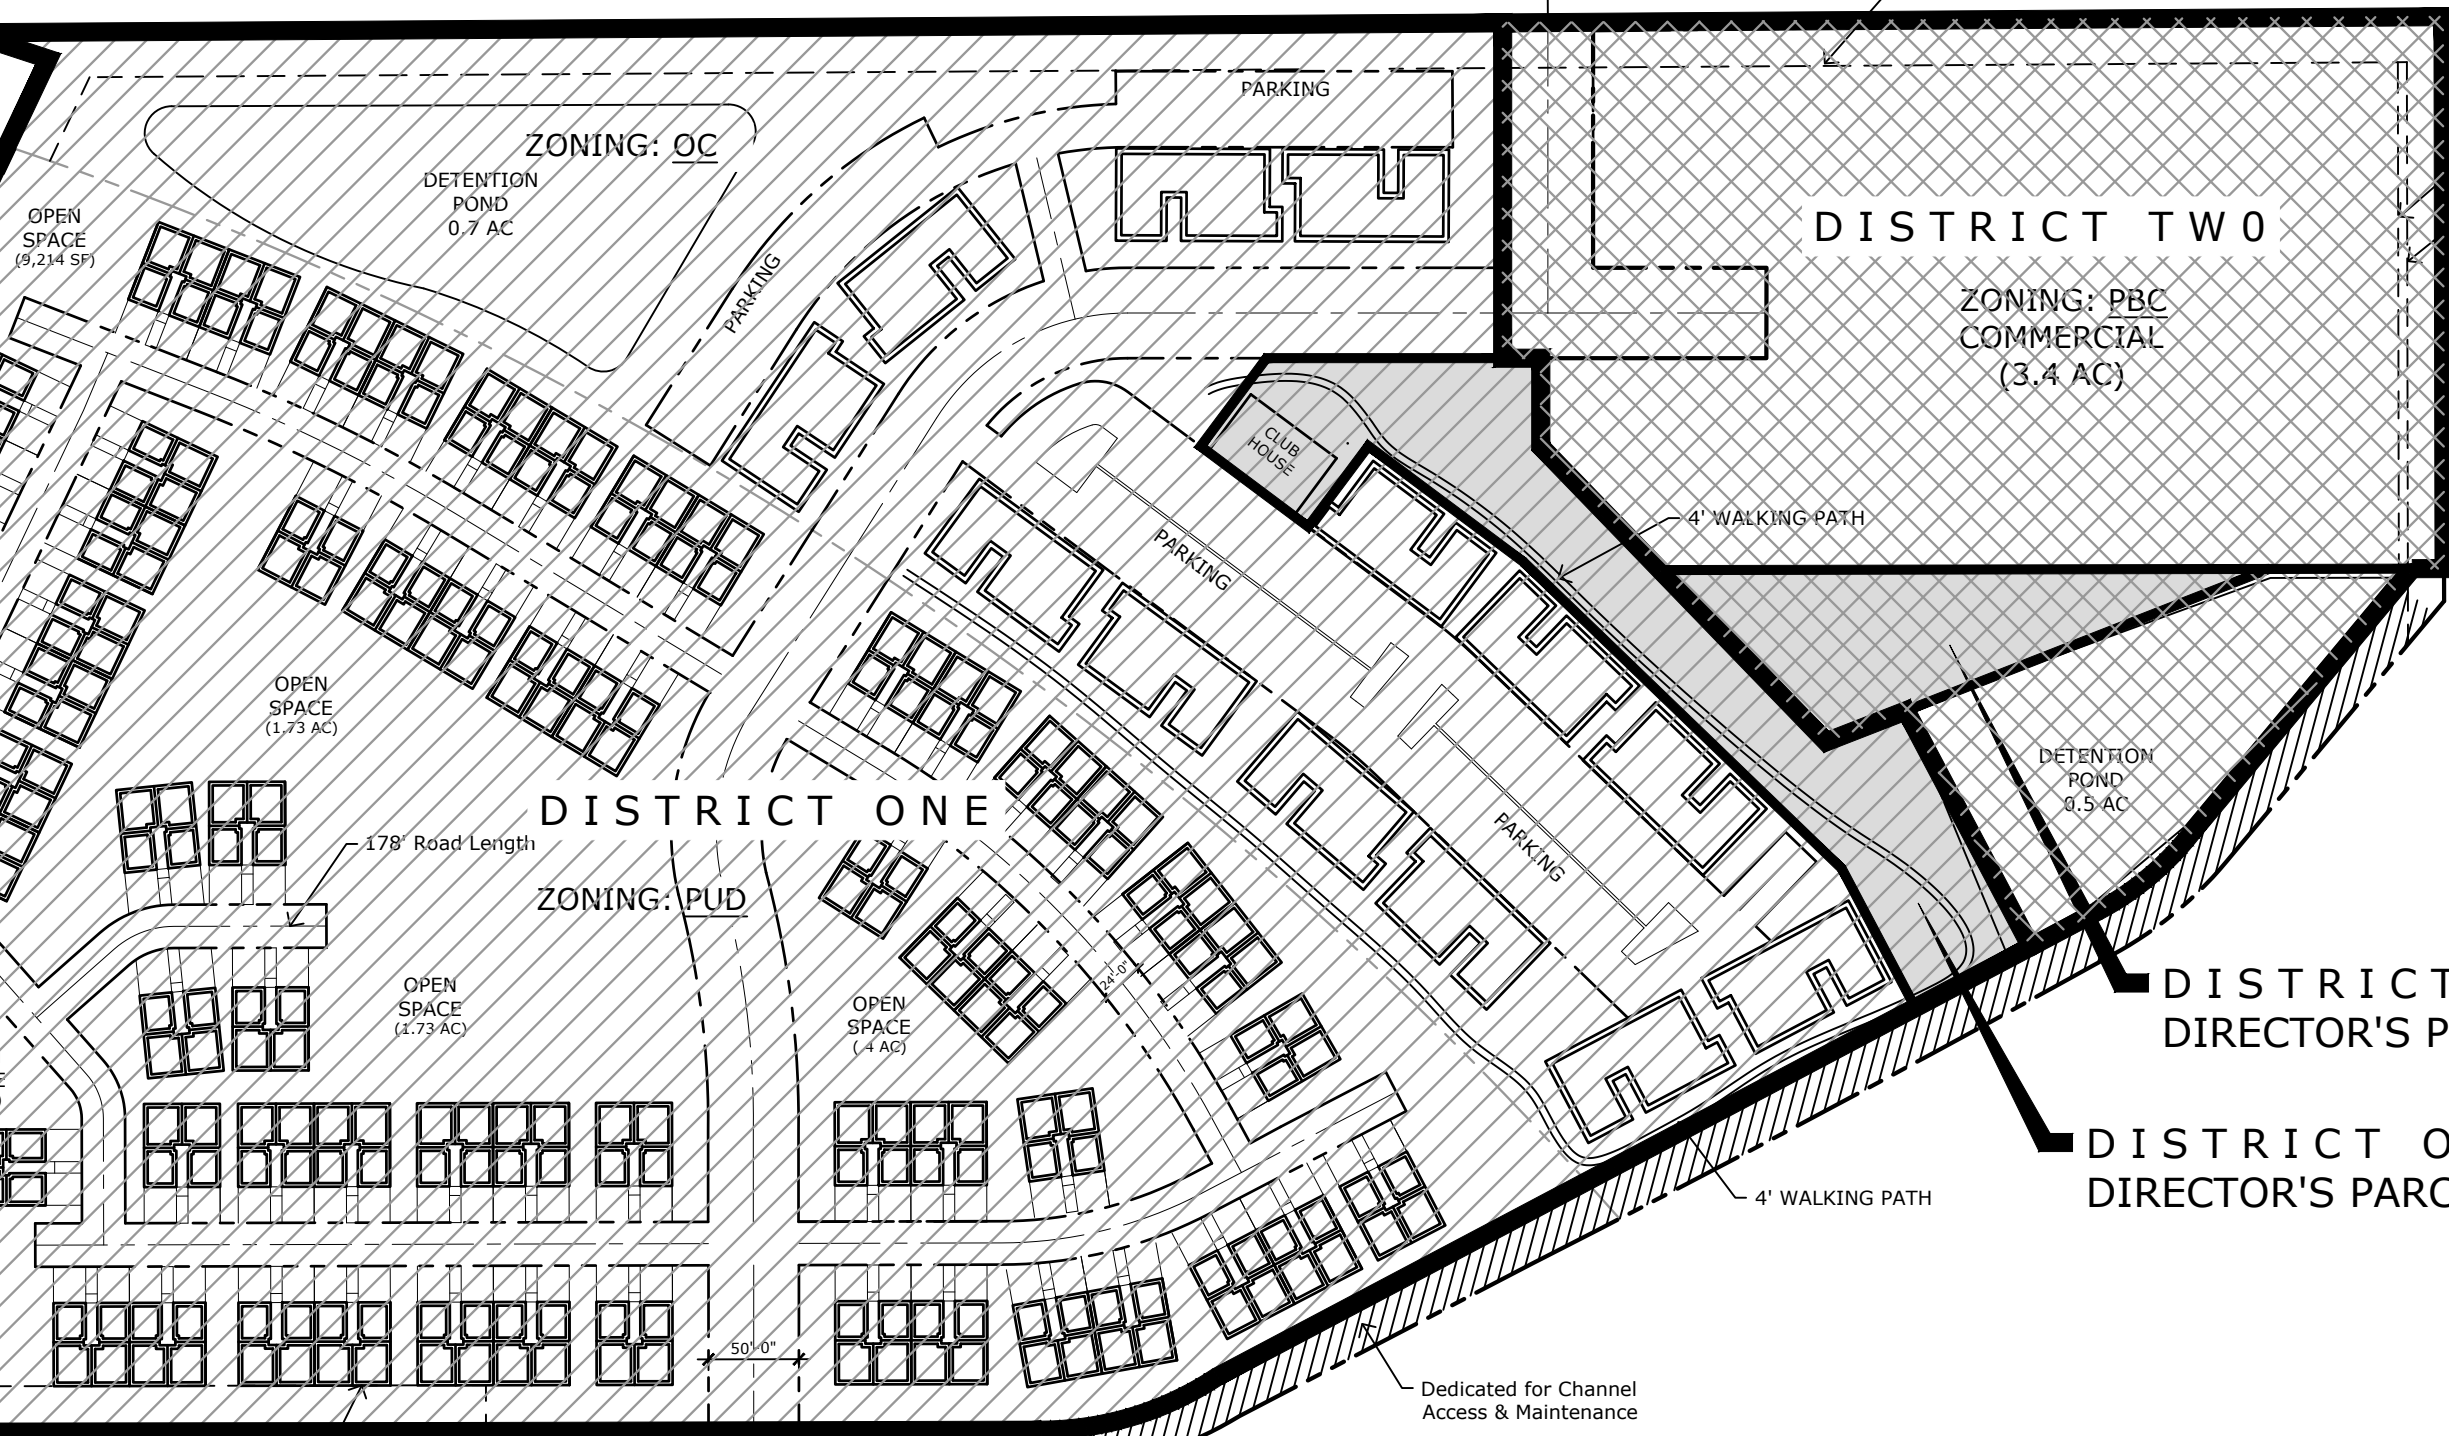 PARKING
ZONING: OC
DETENTION
POND
0.7 AC
OPEN
SPACE
(9,214 SF)
PARKING
DISTRICT TW0
ZONING: PBC
COMMERCIAL
(3.4 AC)
CLUB
HOUSE
4' WALKING PATH
PARKING
OPEN
SPACE
(1.73 AC)
DETENTION
POND
0.5 AC
DISTRICT ONE
178' Road Length
PARKING
ZONING: PUD
OPEN
SPACE
(1.73 AC)
24'-0"
OPEN
SPACE
( 4 AC)
DISTRICT
DIRECTOR'S P
DISTRICT O
DIRECTOR'S PARC
4' WALKING PATH
50'-0"
Dedicated for Channel
Access & Maintenance